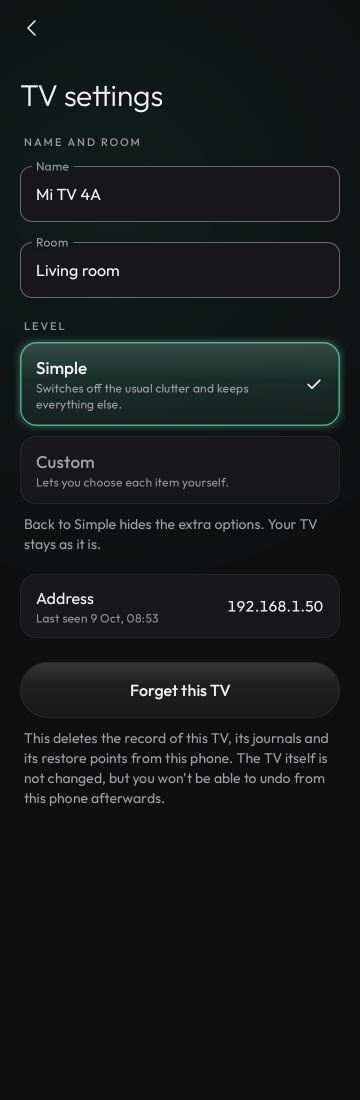 TV settings
NAME AND ROOM
Name
Mi TV 4A
Room
Living room
LEVEL
Simple
Switches off the usual clutter and keeps
everything else.
Custom
Lets you choose each item yourself.
Back to Simple hides the extra options. Your TV
stays as it is.
Address
192.168.1.50
Last seen 9 Oct, 08:53
Forget this TV
This deletes the record of this TV, its journals and
its restore points from this phone. The TV itself is
not changed, but you won't be able to undo from
this phone afterwards.